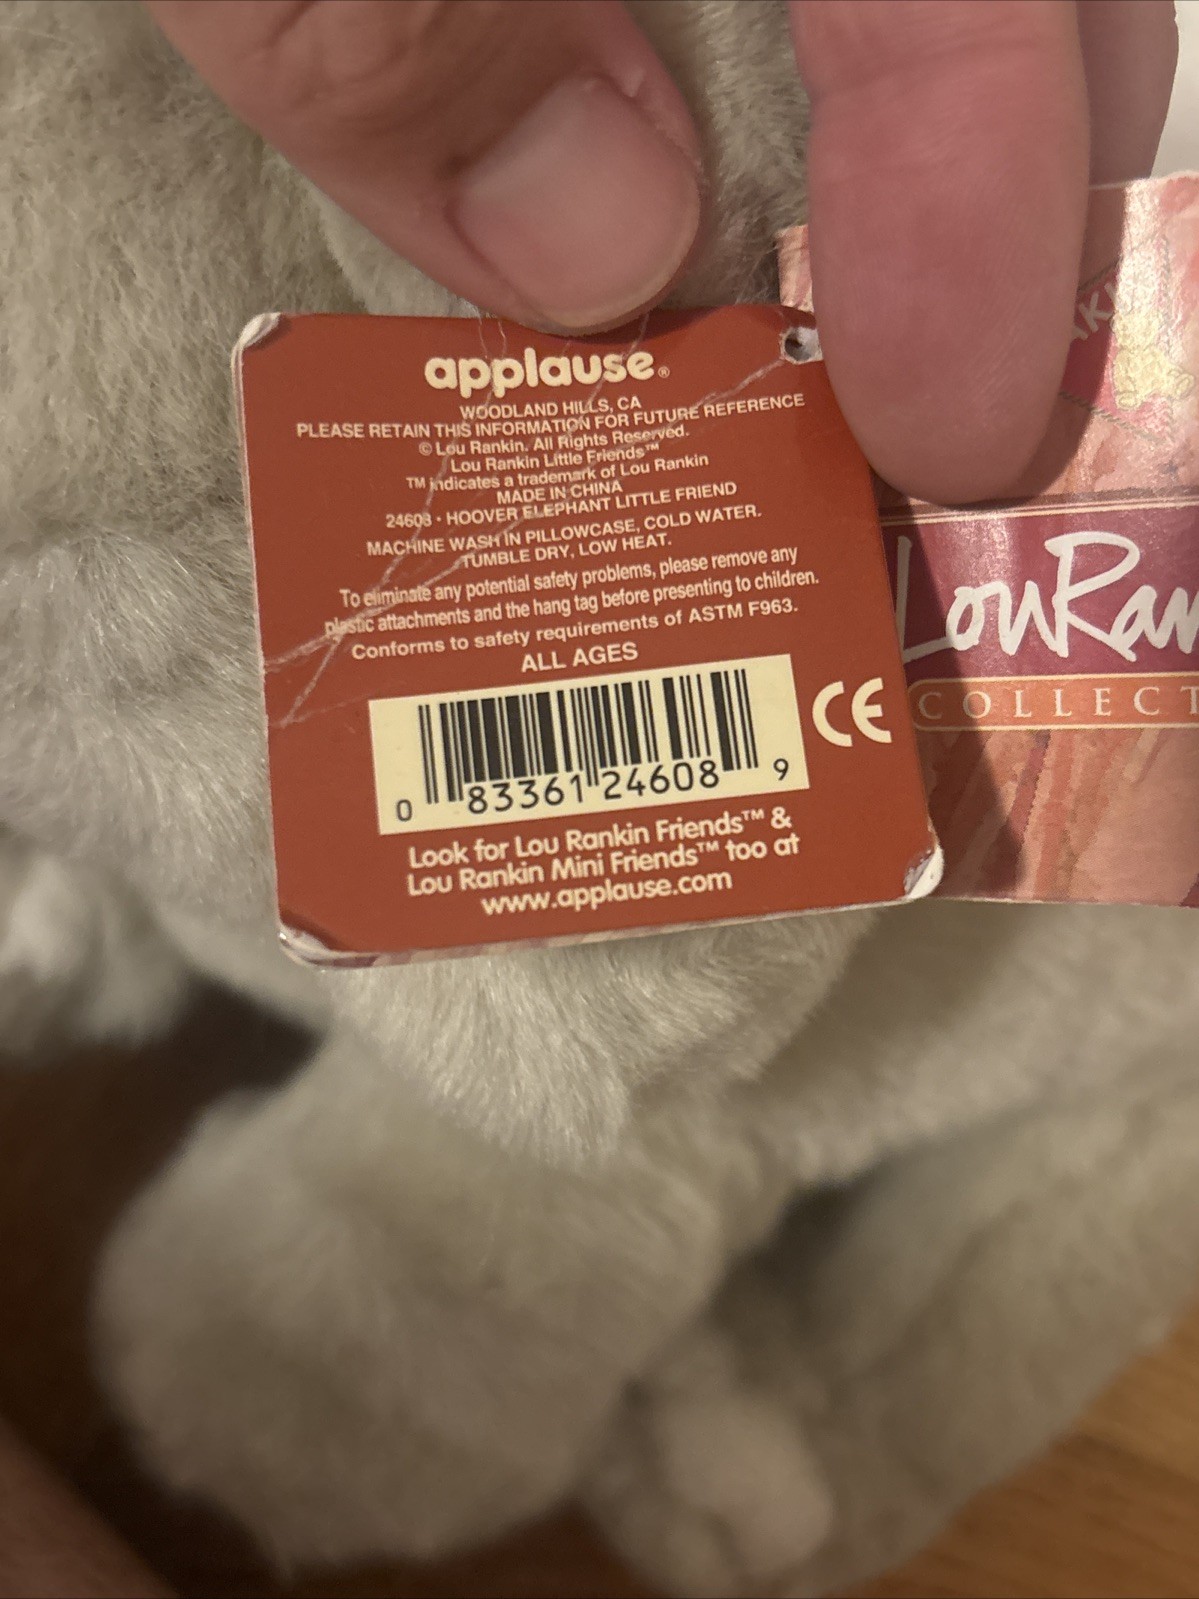 applause®
WOODLAND HILLS, CA
PLEASE RETAIN THIS INFORMATION FOR FUTURE REFERENCE
© Lou Rankin. All Rights Reserved.
Lou Rankin Little Friends™
™ indicates a trademark of Lou Rankin
MADE IN CHINA
24608 • HOOVER ELEPHANT LITTLE FRIEND
MACHINE WASH IN PILLOWCASE, COLD WATER.
TUMBLE DRY, LOW HEAT.
To eliminate any potential safety problems, please remove any
plastic attachments and the hang tag before presenting to children.
Conforms to safety requirements of ASTM F963.
ALL AGES
CE
0 83361 24608 9
Look for Lou Rankin Friends™ &
Lou Rankin Mini Friends™ too at
www.applause.com
Lou Ran
COLLECT